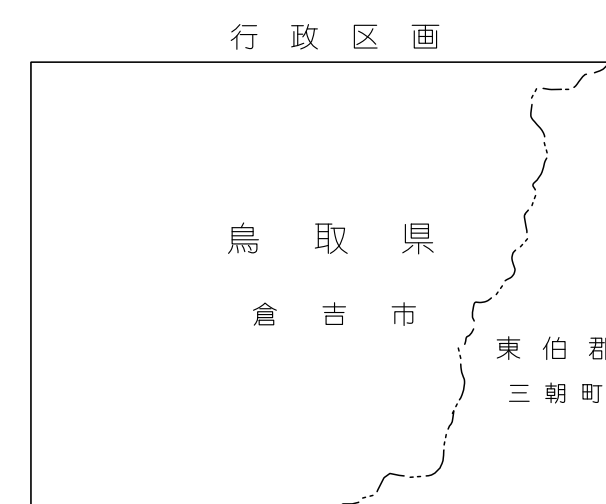 行政区画
鳥取県
倉吉市
東伯郡
三朝町